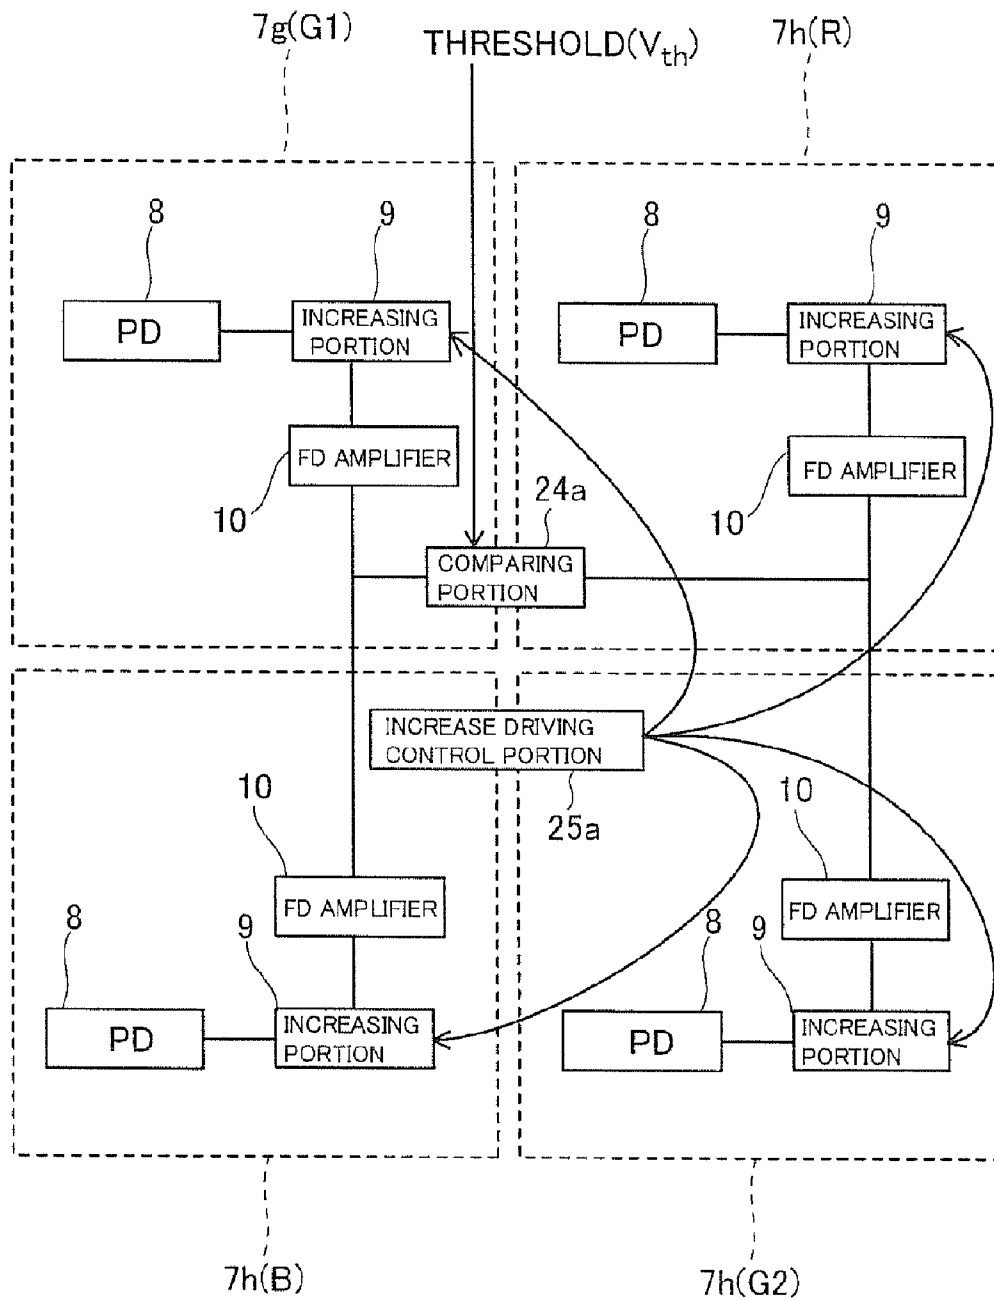 7g(G1)
THRESHOLD(Vth)
7h(R)
8
9
8
9
PD
INCREASING
PORTION
PD
INCREASING
PORTION
FD AMPLIFIER
FD AMPLIFIER
10
24a
10
COMPARING
PORTION
INCREASE DRIVING
CONTROL PORTION
10
25a
10
FD AMPLIFIER
FD AMPLIFIER
8
9
8
9
PD
INCREASING
PORTION
PD
INCREASING
PORTION
7h(B)
7h(G2)